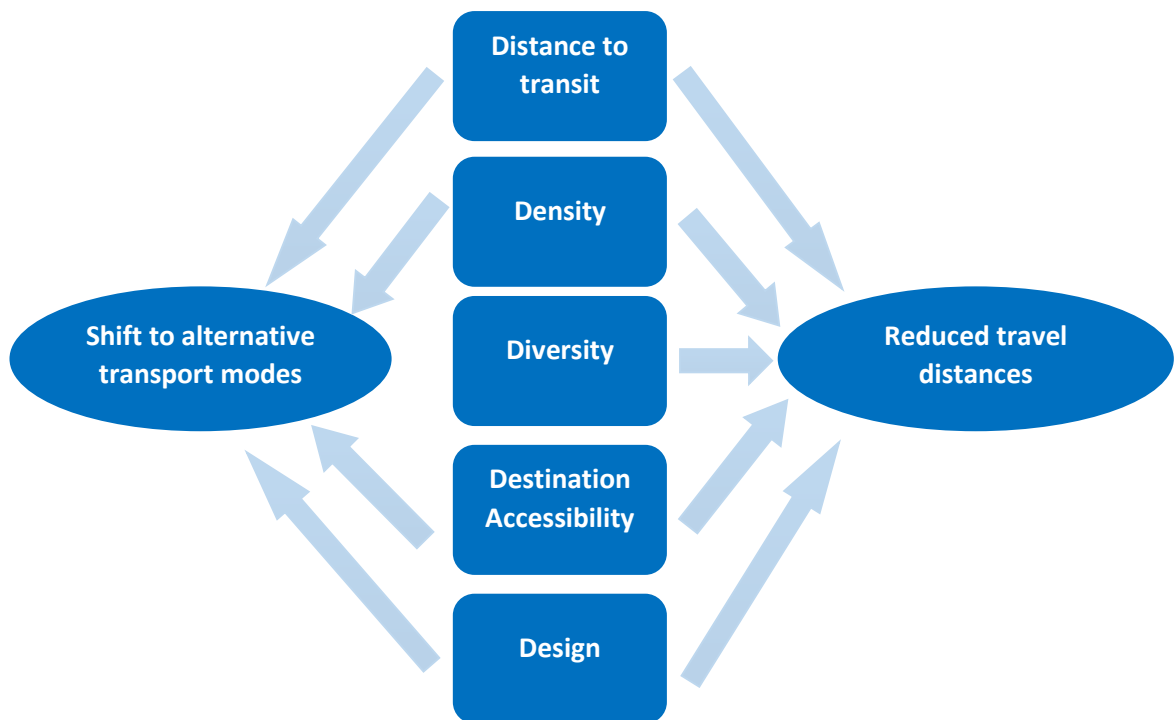 Distance to
transit
Density
Shift to alternative
transport modes
Diversity
Reduced travel
distances
Destination
Accessibility
Design